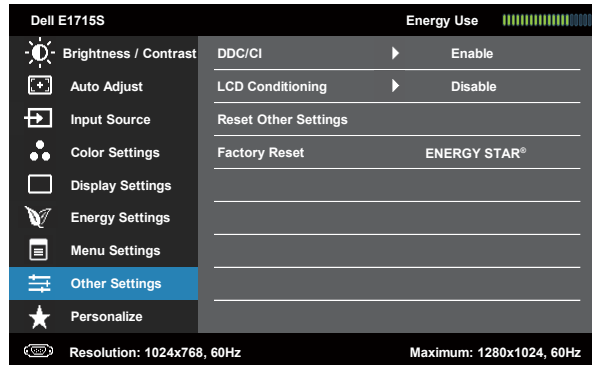 Dell E1715S Energy Use
Brightness / Contrast DDC/CI Enable
Auto Adjust LCD Conditioning Disable
Input Source Reset Other Settings
Color Settings Factory Reset ENERGY STAR®
Display Settings
Energy Settings
Menu Settings
Other Settings
Personalize
Resolution: 1024x768, 60Hz Maximum: 1280x1024, 60Hz